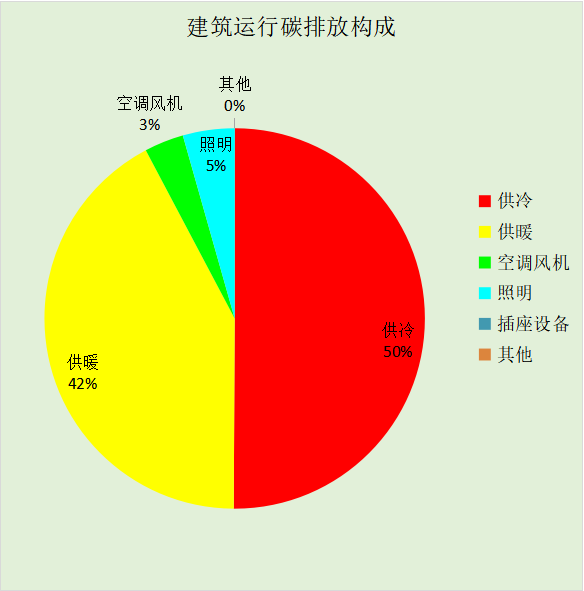 建筑运行碳排放构成
其他
0%
空调风机
3%
照明
5%
供冷
50%
供暖
42%
供冷
供暖
空调风机
照明
插座设备
其他